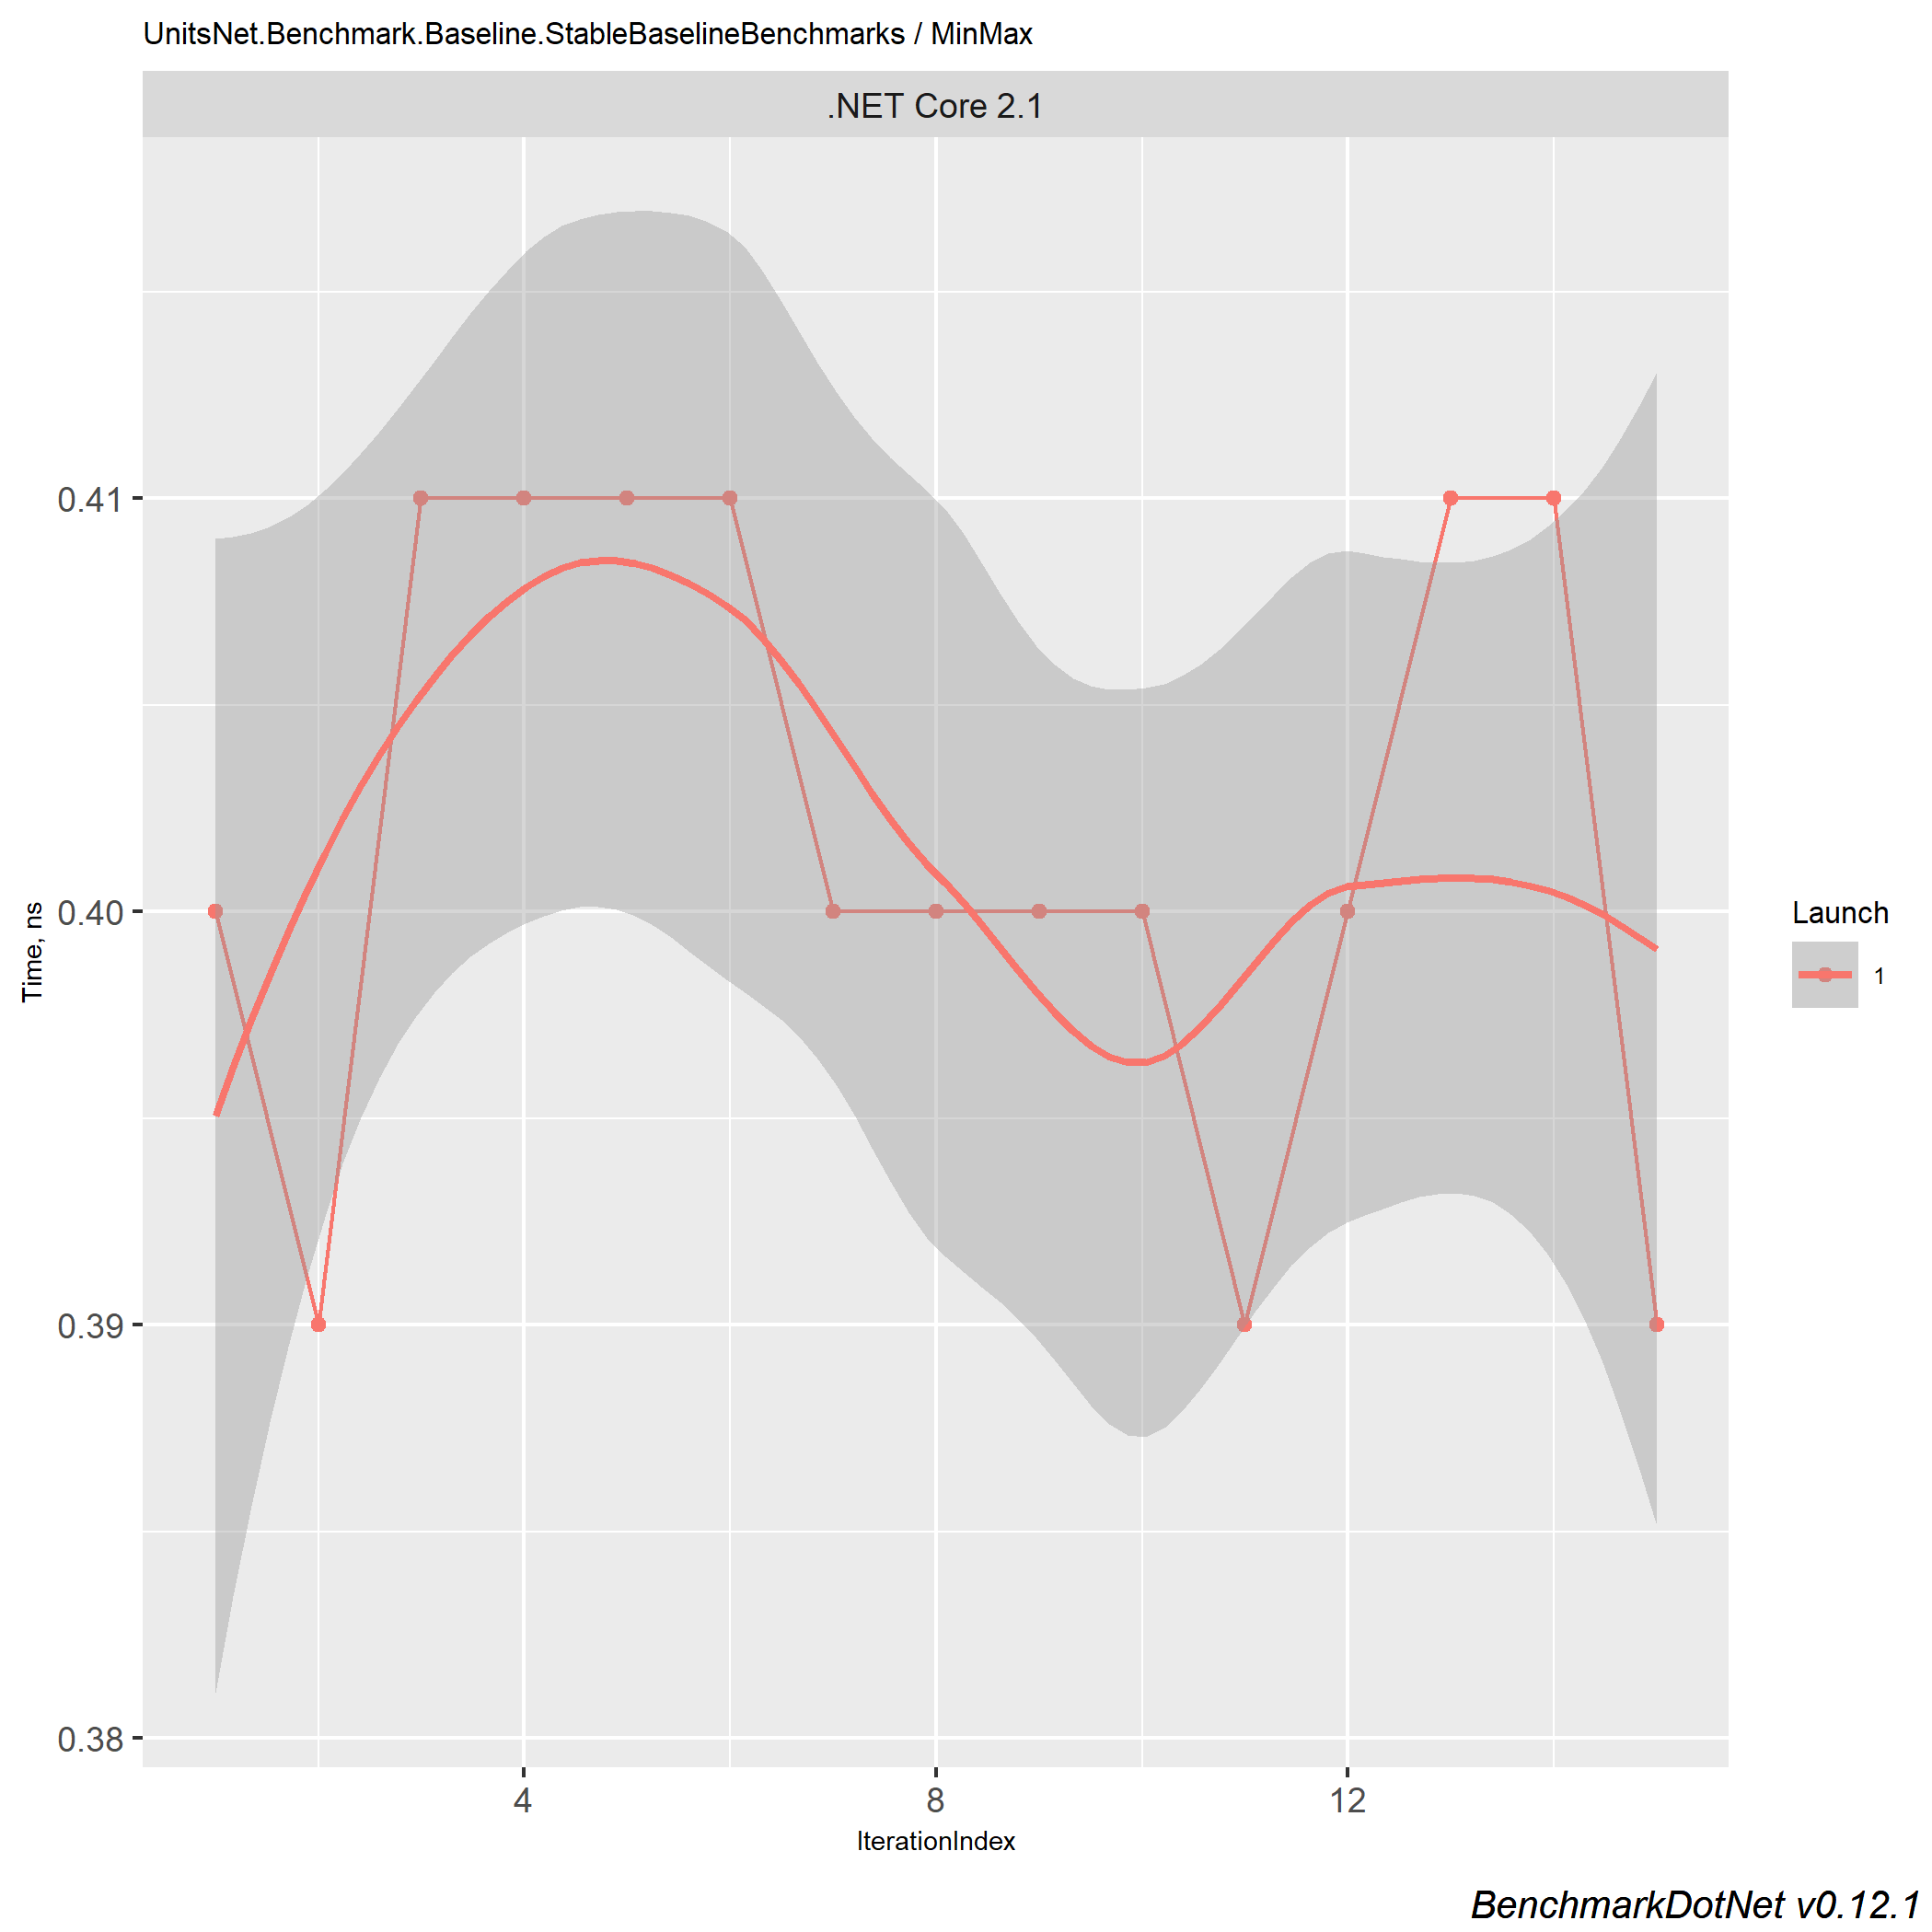 UnitsNet.Benchmark.Baseline.StableBaselineBenchmarks / MinMax
.NET Core 2.1
0.41
0.40
0.39
0.38
Time, ns
4 8 12
IterationIndex
Launch
1
BenchmarkDotNet v0.12.1